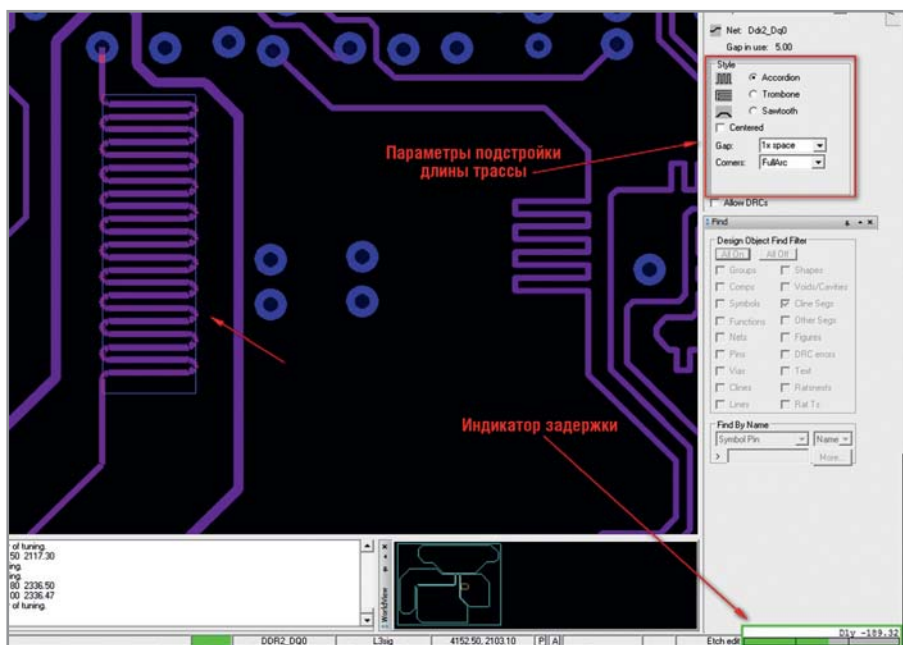 Net: Ddr2_Dq0
Gap in use: 5.00
Style
Accordion
Trombone
Sawtooth
Centered
Gap: 1x space
Corners: FullArc
Allow DRCs
Параметры подстройки
длины трассы
Find
Design Object Find Filter
All On All Off
Groups Shapes
Comps Voids/Cavities
Symbols Cline Segs
Functions Other Segs
Nets Figures
Pins DRC errors
Vias Text
Clines Ratsnests
Lines Rat Ts
Find By Name
Symbol Pin Name
> More...
Индикатор задержки
of tuning.
50 2117.30
ing.
ning.
80 2336.50
00 2336.47
of tuning.
WorldView
Dly -189.32
DDR2_DQ0 L3sig 4152.50, 2103.10 P A Etch edit